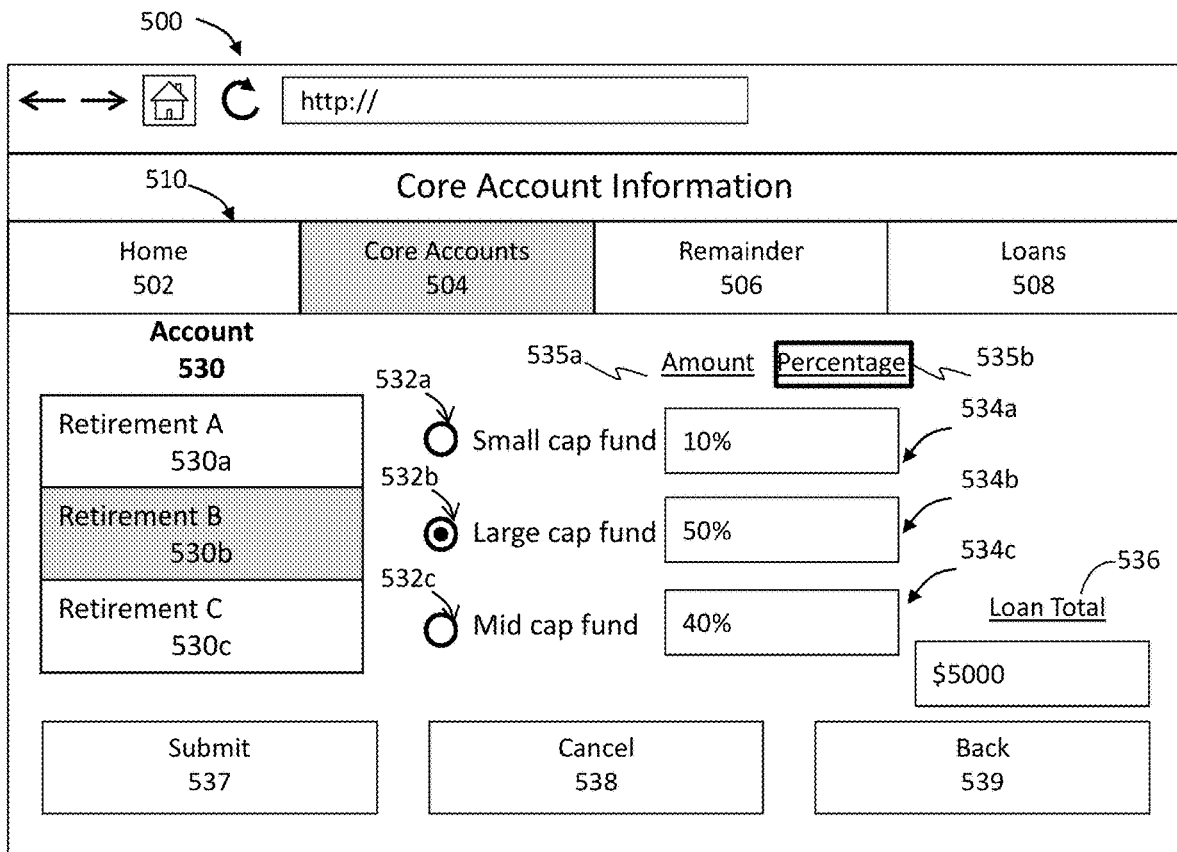 500
http://
510
Core Account Information
Home
502
Core Accounts
504
Remainder
506
Loans
508
Account
530
Retirement A
530a
Retirement B
530b
Retirement C
530c
535a
Amount
Percentage
535b
532a
Small cap fund
10%
534a
532b
Large cap fund
50%
534b
532c
Mid cap fund
40%
534c
536
Loan Total
$5000
Submit
537
Cancel
538
Back
539